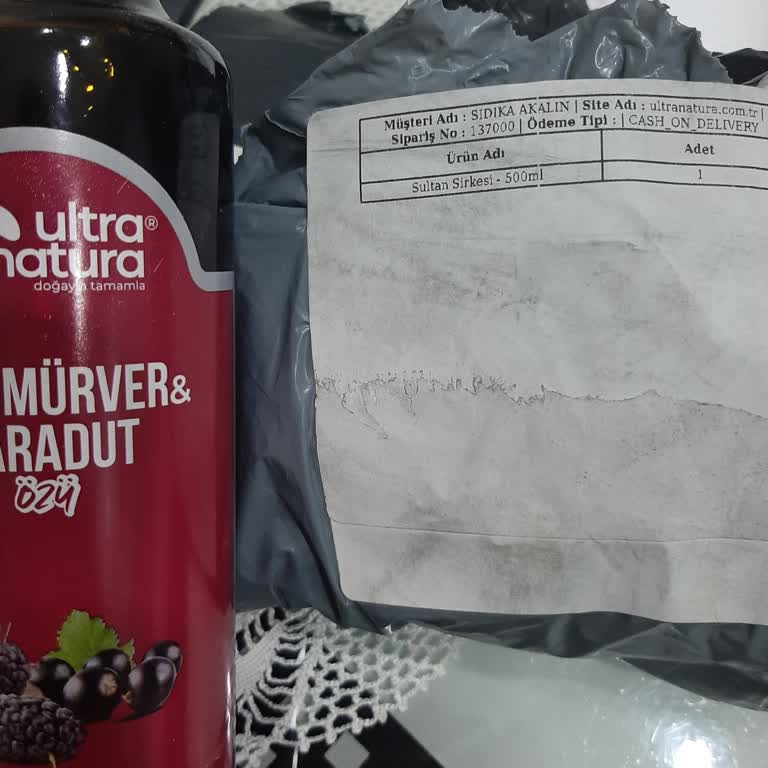 ultra®
natura
doğayla tamamla
MÜRVER&
ARADUT
özü
Müşteri Adı : SIDIKA AKALIN | Site Adı : ultranatura.com.tr |
Sipariş No : 137000 | Ödeme Tipi : | CASH_ON_DELIVERY
Ürün Adı Adet
Sultan Sirkesi - 500ml 1